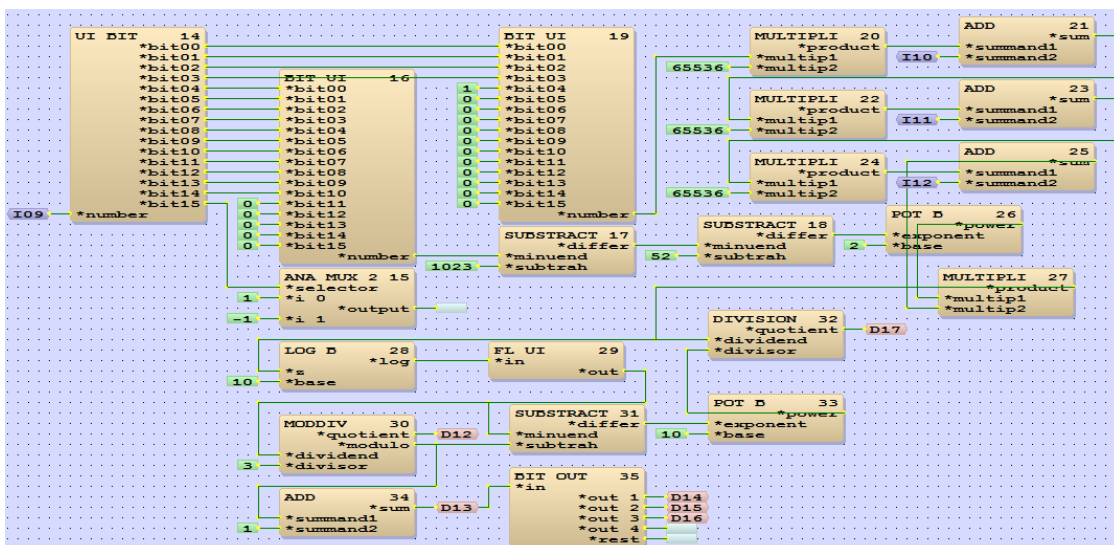 UI BIT 14
*bit00
*bit01
*bit02
*bit03
*bit04
*bit05
*bit06
*bit07
*bit08
*bit09
*bit10
*bit11
*bit12
*bit13
*bit14
*bit15
I09 *number
BIT UI 16
*bit00
*bit01
*bit02
*bit03
*bit04
*bit05
*bit06
*bit07
*bit08
*bit09
*bit10
0 *bit11
0 *bit12
0 *bit13
0 *bit14
0 *bit15
*number
BIT UI 19
*bit00
*bit01
*bit02
*bit03
1 *bit04
0 *bit05
0 *bit06
0 *bit07
0 *bit08
0 *bit09
0 *bit10
0 *bit11
0 *bit12
0 *bit13
0 *bit14
0 *bit15
*number
MULTIPLI 20
*product
*multip1
65536 *multip2
ADD 21
*sum
*summand1
I10 *summand2
MULTIPLI 22
*product
*multip1
65536 *multip2
ADD 23
*sum
*summand1
I11 *summand2
MULTIPLI 24
*product
*multip1
65536 *multip2
ADD 25
*sum
*summand1
I12 *summand2
SUBSTRACT 17
*differ
*minuend
1023 *subtrah
SUBSTRACT 18
*differ
*minuend
52 *subtrah
POT B 26
*power
*exponent
2 *base
ANA MUX 2 15
*selector
1 *i 0
*output
-1 *i 1
MULTIPLI 27
*product
*multip1
*multip2
LOG B 28
*log
*z
10 *base
FL UI 29
*in
*out
DIVISION 32
*quotient D17
*dividend
*divisor
MODDIV 30
*quotient D12
*modulo
*dividend
3 *divisor
SUBSTRACT 31
*differ
*minuend
*subtrah
POT B 33
*power
*exponent
10 *base
ADD 34
*sum D13
*summand1
1 *summand2
BIT OUT 35
*in
*out 1 D14
*out 2 D15
*out 3 D16
*out 4
*rest